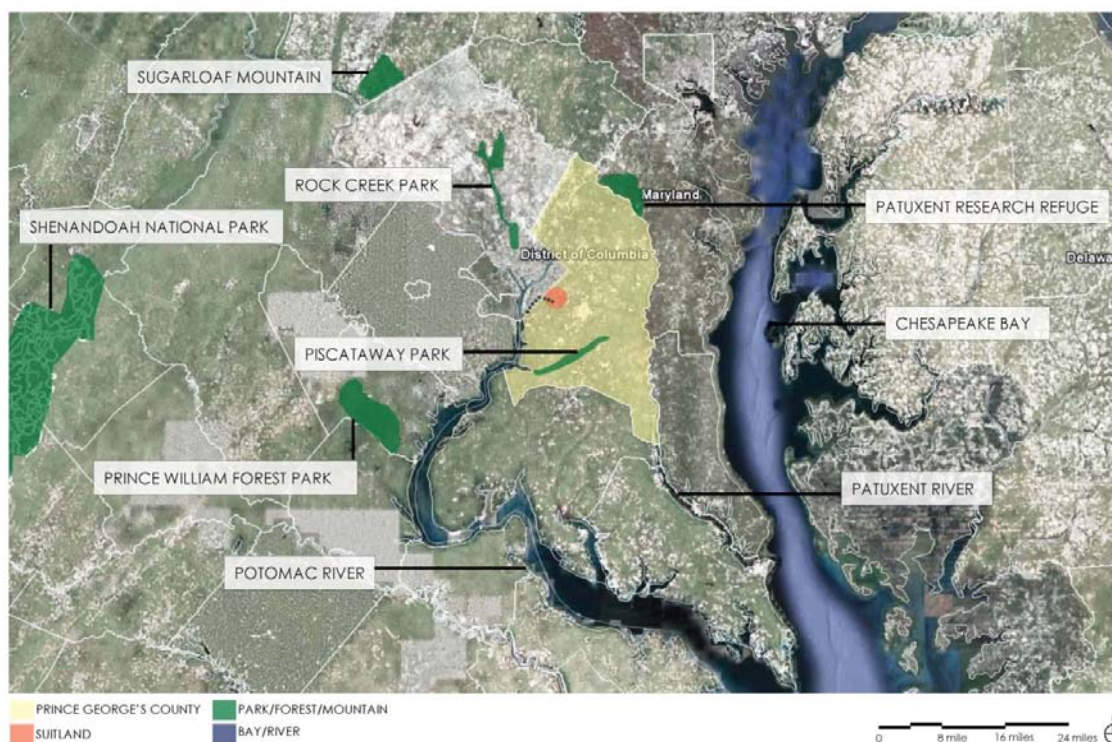 SUGARLOAF MOUNTAIN
ROCK CREEK PARK
Maryland
SHENANDOAH NATIONAL PARK
PATUXENT RESEARCH REFUGE
District of Columbia
Delawa
CHESAPEAKE BAY
PISCATAWAY PARK
PRINCE WILLIAM FOREST PARK
PATUXENT RIVER
POTOMAC RIVER
PRINCE GEORGE'S COUNTY
PARK/FOREST/MOUNTAIN
SUITLAND
BAY/RIVER
0 8 mile 16 miles 24 miles